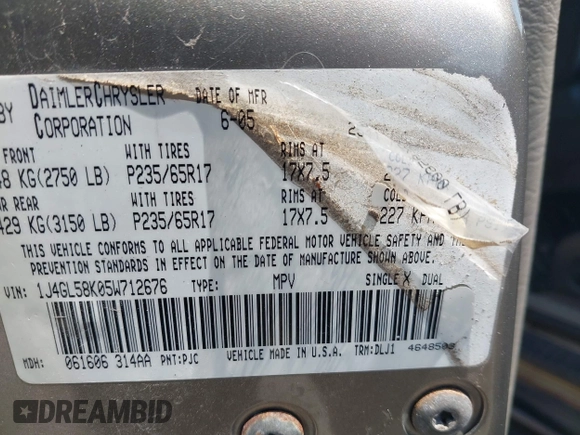 BY DAIMLERCHRYSLER CORPORATION
DATE OF MFR 6-05
FRONT WITH TIRES RIMS AT
8 KG(2750 LB) P235/65R17 17X7.5
REAR WITH TIRES RIMS AT COLD
429 KG(3150 LB) P235/65R17 17X7.5 227
THIS VEHICLE CONFORMS TO ALL APPLICABLE FEDERAL MOTOR VEHICLE SAFETY AND
PREVENTION STANDARDS IN EFFECT ON THE DATE OF MANUFACTURE SHOWN ABOVE.
VIN: 1J4GL58K05W712676 TYPE: MPV SINGLE X DUAL
MDH: 061606 314AA PNT:PJC VEHICLE MADE IN U.S.A. TRM:DLJ1 4648503
DREAMBID